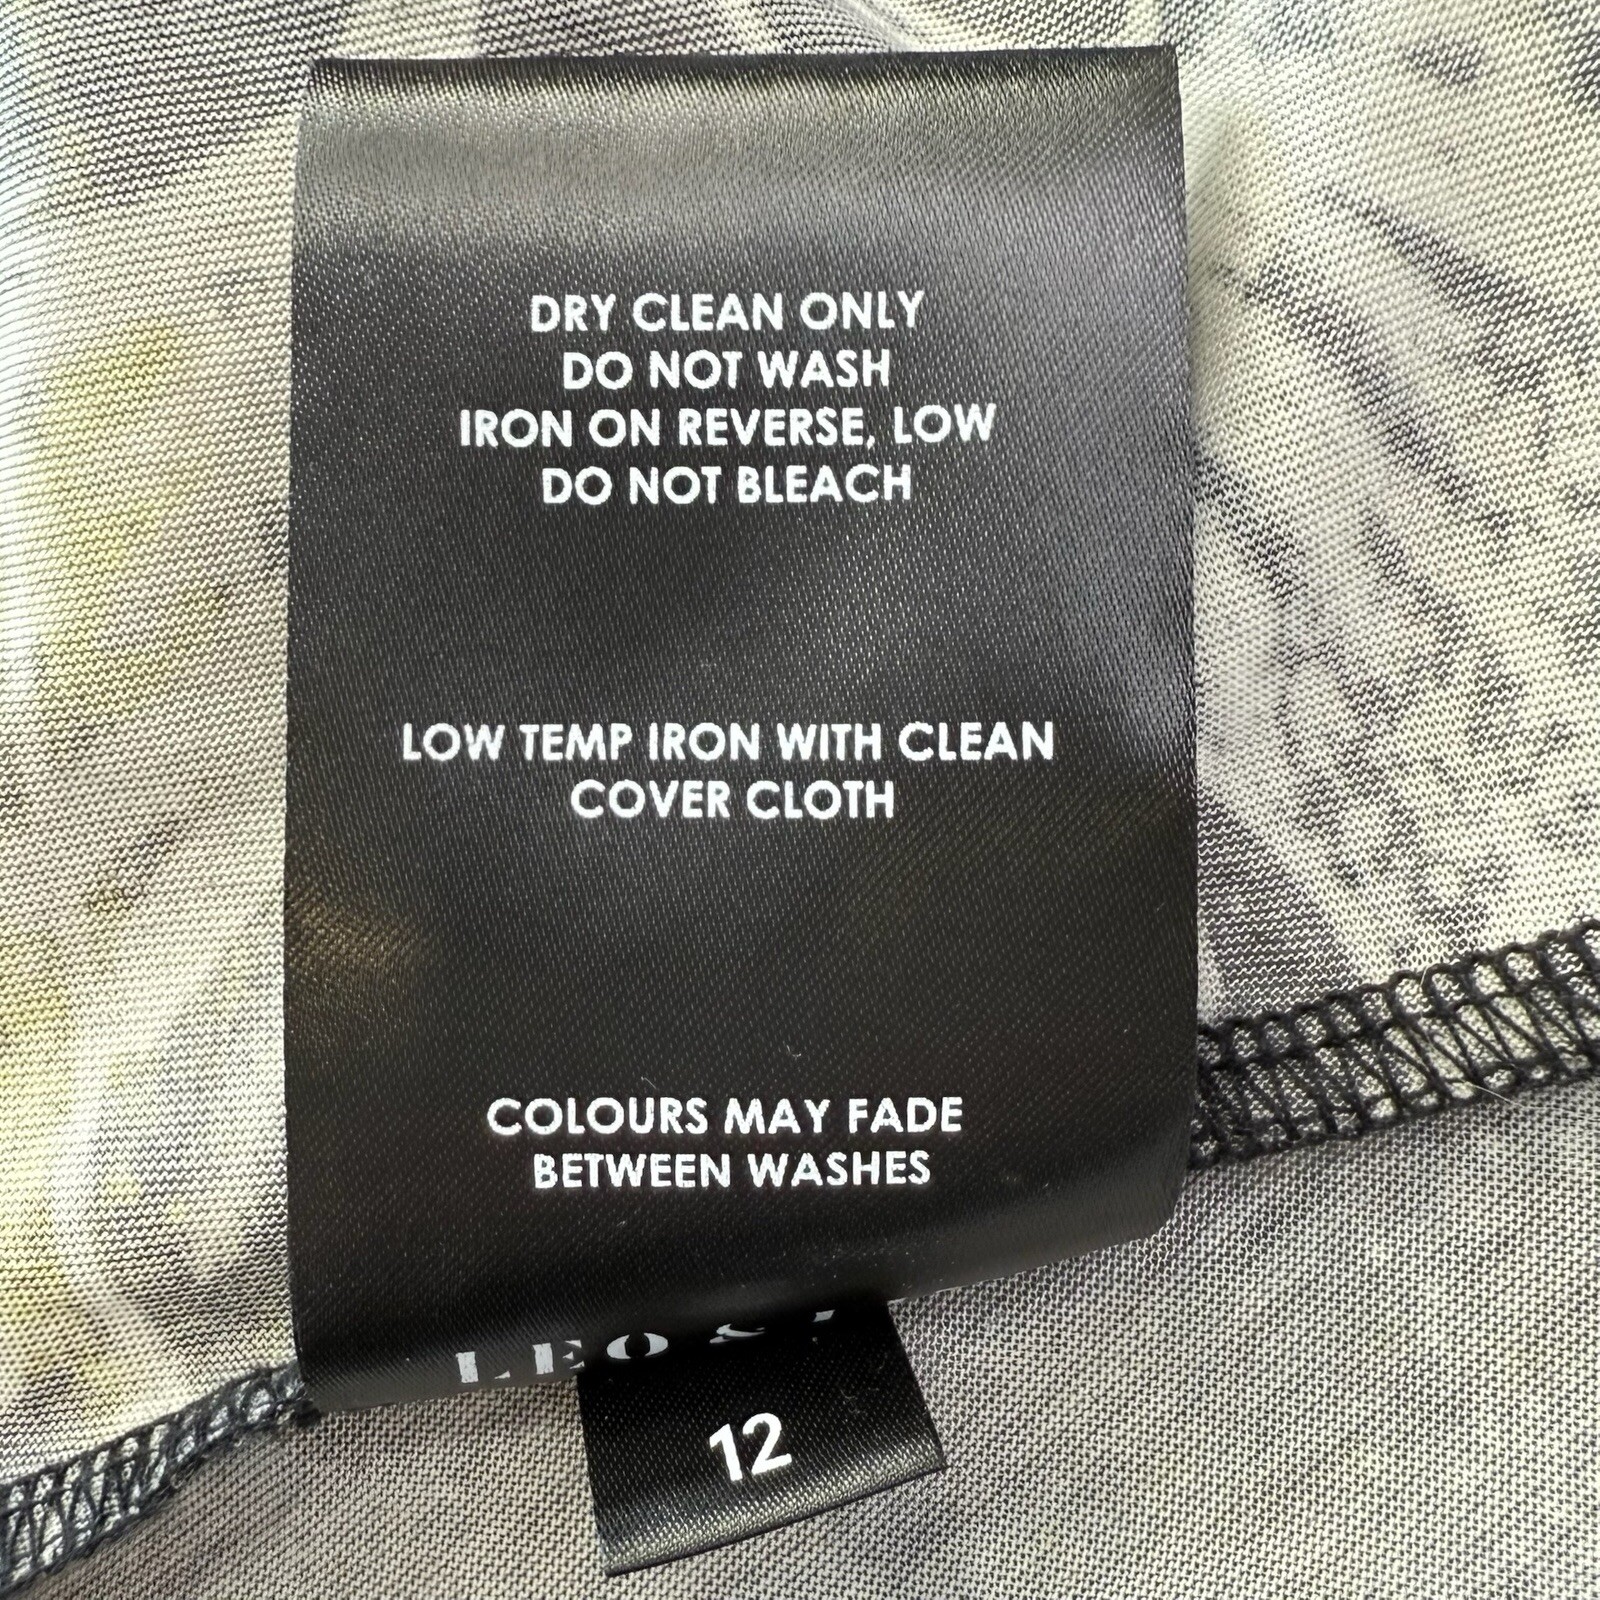 DRY CLEAN ONLY
DO NOT WASH
IRON ON REVERSE, LOW
DO NOT BLEACH
LOW TEMP IRON WITH CLEAN
COVER CLOTH
COLOURS MAY FADE
BETWEEN WASHES
LEO &
12